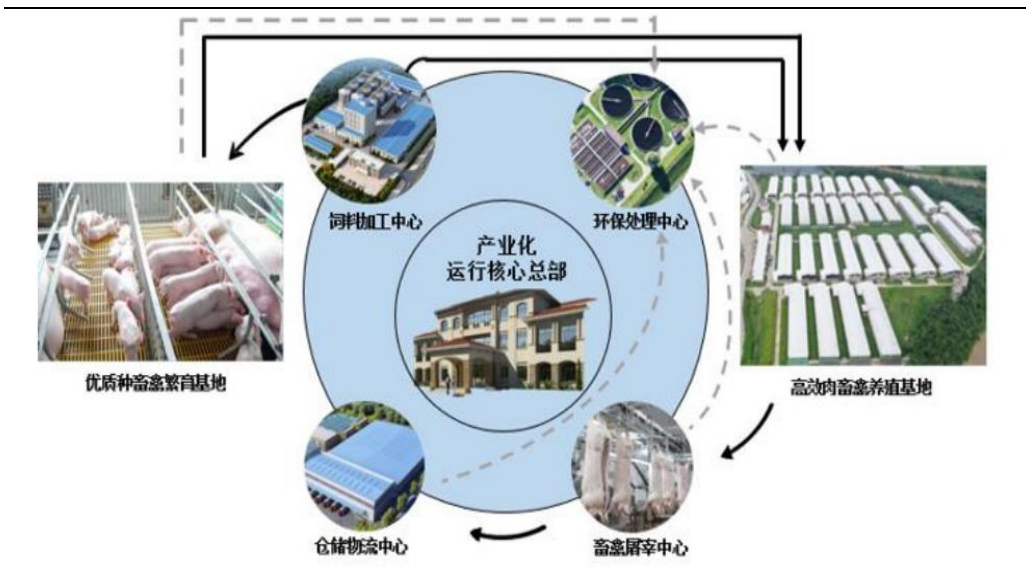 饲料加工中心
环保处理中心
产业化
运行核心总部
优质种畜禽繁育基地
高效肉畜禽养殖基地
仓储物流中心
畜禽屠宰中心